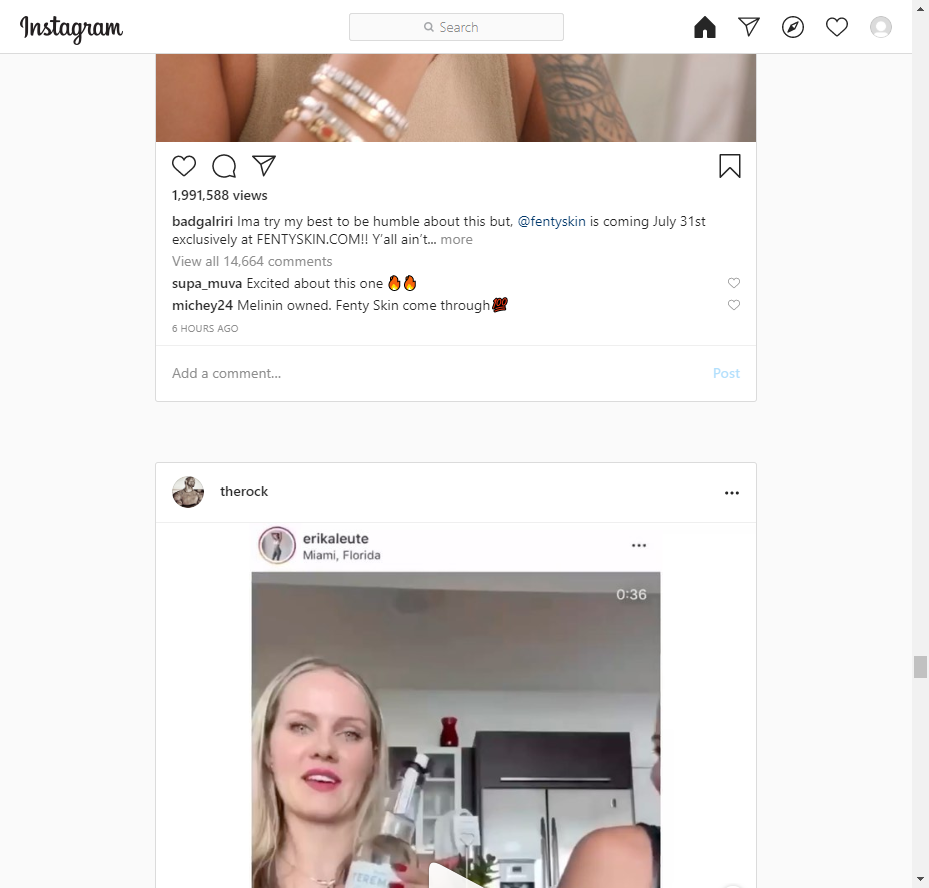 Instagram
Search
1,991,588 views
badgalriri Ima try my best to be humble about this but, @fentyskin is coming July 31st
exclusively at FENTYSKIN.COM!! Y’all ain’t... more
View all 14,664 comments
supa_muva Excited about this one 🔥🔥
michey24 Melinin owned. Fenty Skin come through💯
6 HOURS AGO
Add a comment...
Post
therock
erikaleute
Miami, Florida
0:36